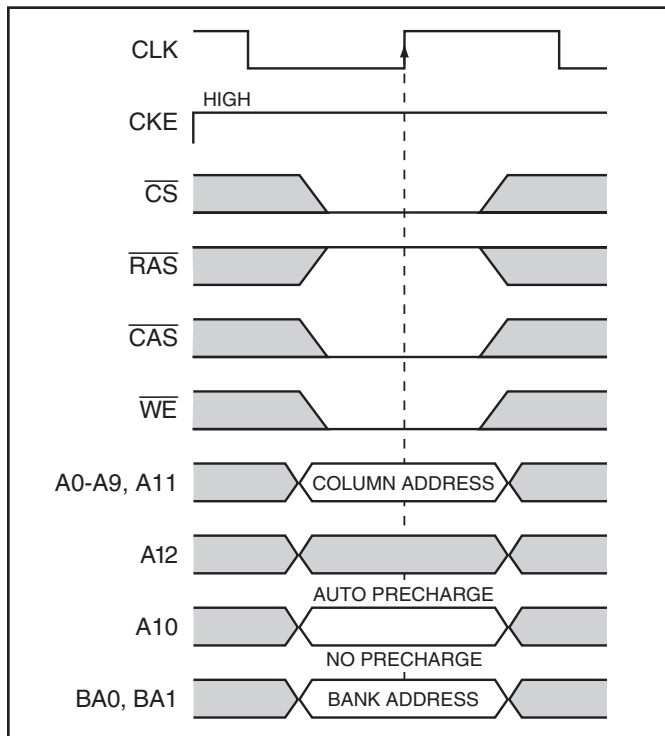 CLK
HIGH
CKE
CS
RAS
CAS
WE
A0-A9, A11 COLUMN ADDRESS
A12
AUTO PRECHARGE
A10
NO PRECHARGE
BA0, BA1 BANK ADDRESS